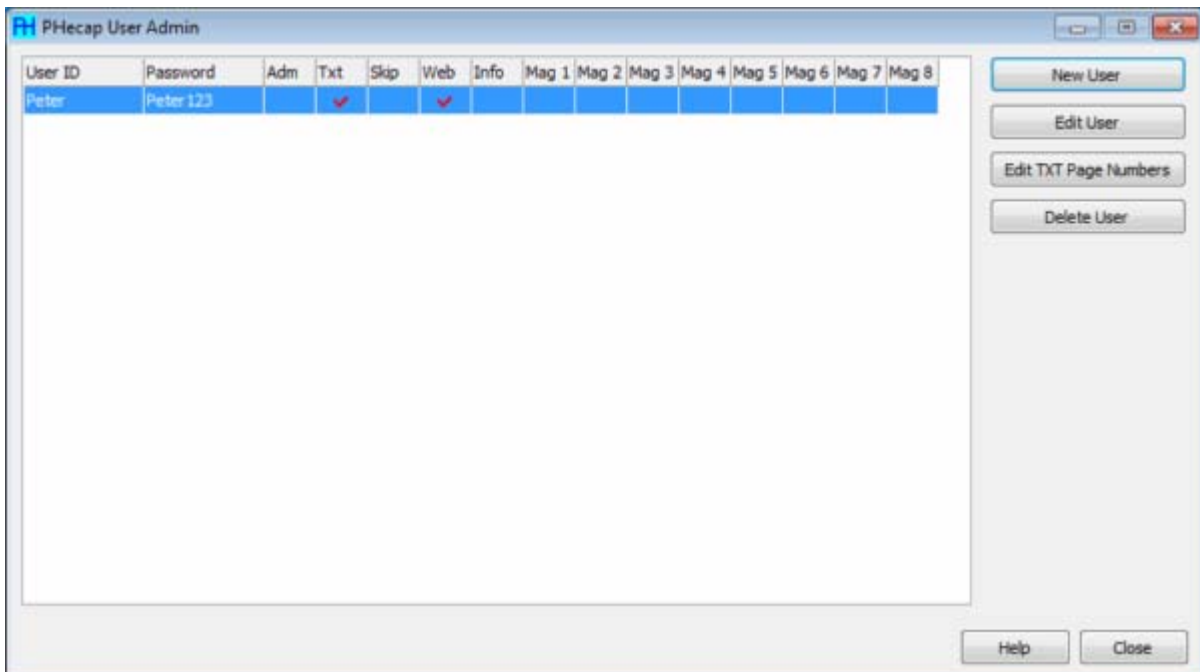 PH PHecap User Admin
User ID Password Adm Txt Skip Web Info Mag 1 Mag 2 Mag 3 Mag 4 Mag 5 Mag 6 Mag 7 Mag 8
Peter Peter123
New User
Edit User
Edit TXT Page Numbers
Delete User
Help Close